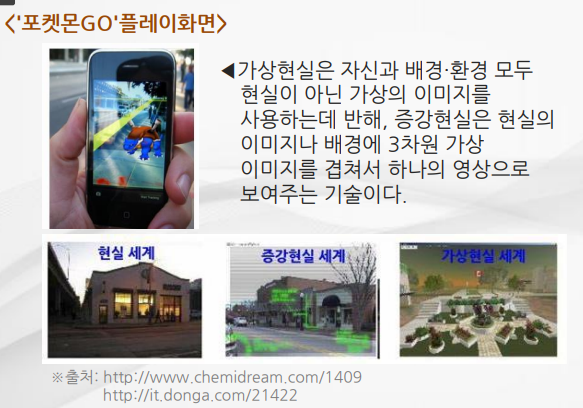 <'포켓몬GO'플레이화면>
◀가상현실은 자신과 배경·환경 모두
현실이 아닌 가상의 이미지를
사용하는데 반해, 증강현실은 현실의
이미지나 배경에 3차원 가상
이미지를 겹쳐서 하나의 영상으로
보여주는 기술이다.
현실 세계
증강현실 세계
가상현실 세계
※출처: http://www.chemidream.com/1409
http://it.donga.com/21422